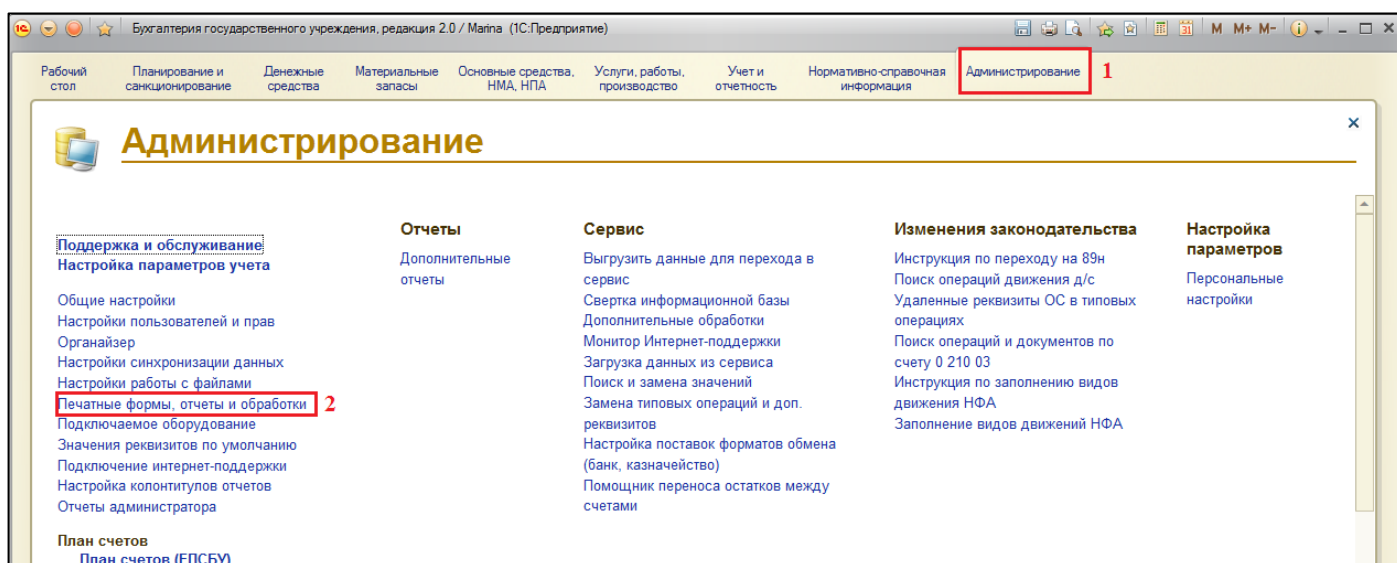 Бухгалтерия государственного учреждения, редакция 2.0 / Marina (1С:Предприятие)
M M+ M-
Рабочий стол
Планирование и санкционирование
Денежные средства
Материальные запасы
Основные средства, НМА, НПА
Услуги, работы, производство
Учет и отчетность
Нормативно-справочная информация
Администрирование
1
Администрирование
Поддержка и обслуживание
Настройка параметров учета
Общие настройки
Настройки пользователей и прав
Органайзер
Настройки синхронизации данных
Настройки работы с файлами
Печатные формы, отчеты и обработки
2
Подключаемое оборудование
Значения реквизитов по умолчанию
Подключение интернет-поддержки
Настройка колонтитулов отчетов
Отчеты администратора
План счетов
План счетов (ЕПСБУ)
Отчеты
Дополнительные
отчеты
Сервис
Выгрузить данные для перехода в
сервис
Свертка информационной базы
Дополнительные обработки
Монитор Интернет-поддержки
Загрузка данных из сервиса
Поиск и замена значений
Замена типовых операций и доп.
реквизитов
Настройка поставок форматов обмена
(банк, казначейство)
Помощник переноса остатков между
счетами
Изменения законодательства
Инструкция по переходу на 89н
Поиск операций движения д/с
Удаленные реквизиты ОС в типовых
операциях
Поиск операций и документов по
счету 0 210 03
Инструкция по заполнению видов
движения НФА
Заполнение видов движений НФА
Настройка
параметров
Персональные
настройки